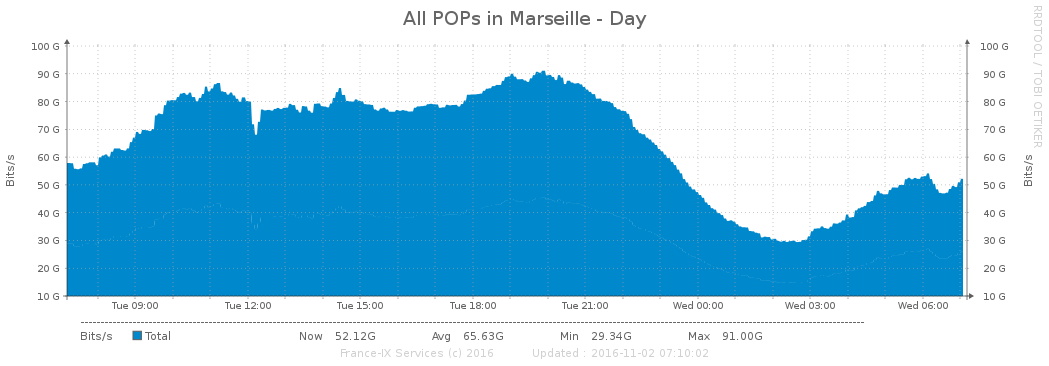 All POPs in Marseille - Day
RRDTOOL / TOBI OETIKER
Bits/s
100 G
90 G
80 G
70 G
60 G
50 G
40 G
30 G
20 G
10 G
100 G
90 G
80 G
70 G
60 G
50 G
40 G
30 G
20 G
10 G
Bits/s
Tue 09:00 Tue 12:00 Tue 15:00 Tue 18:00 Tue 21:00 Wed 00:00 Wed 03:00 Wed 06:00
Bits/s Total Now 52.12G Avg 65.63G Min 29.34G Max 91.00G
France-IX Services (c) 2016 Updated : 2016-11-02 07:10:02